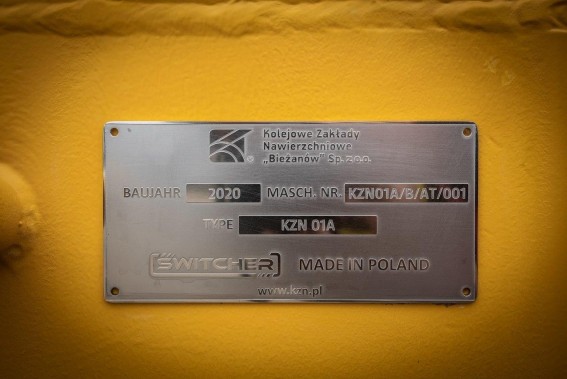 Kolejowe Zakłady
Nawierzchniowe
„Bieżanów” Sp. z o.o.
BAUJAHR 2020 MASCH. NR. KZN01A/B/AT/001
TYPE KZN 01A
SWITCHER MADE IN POLAND
www.kzn.pl